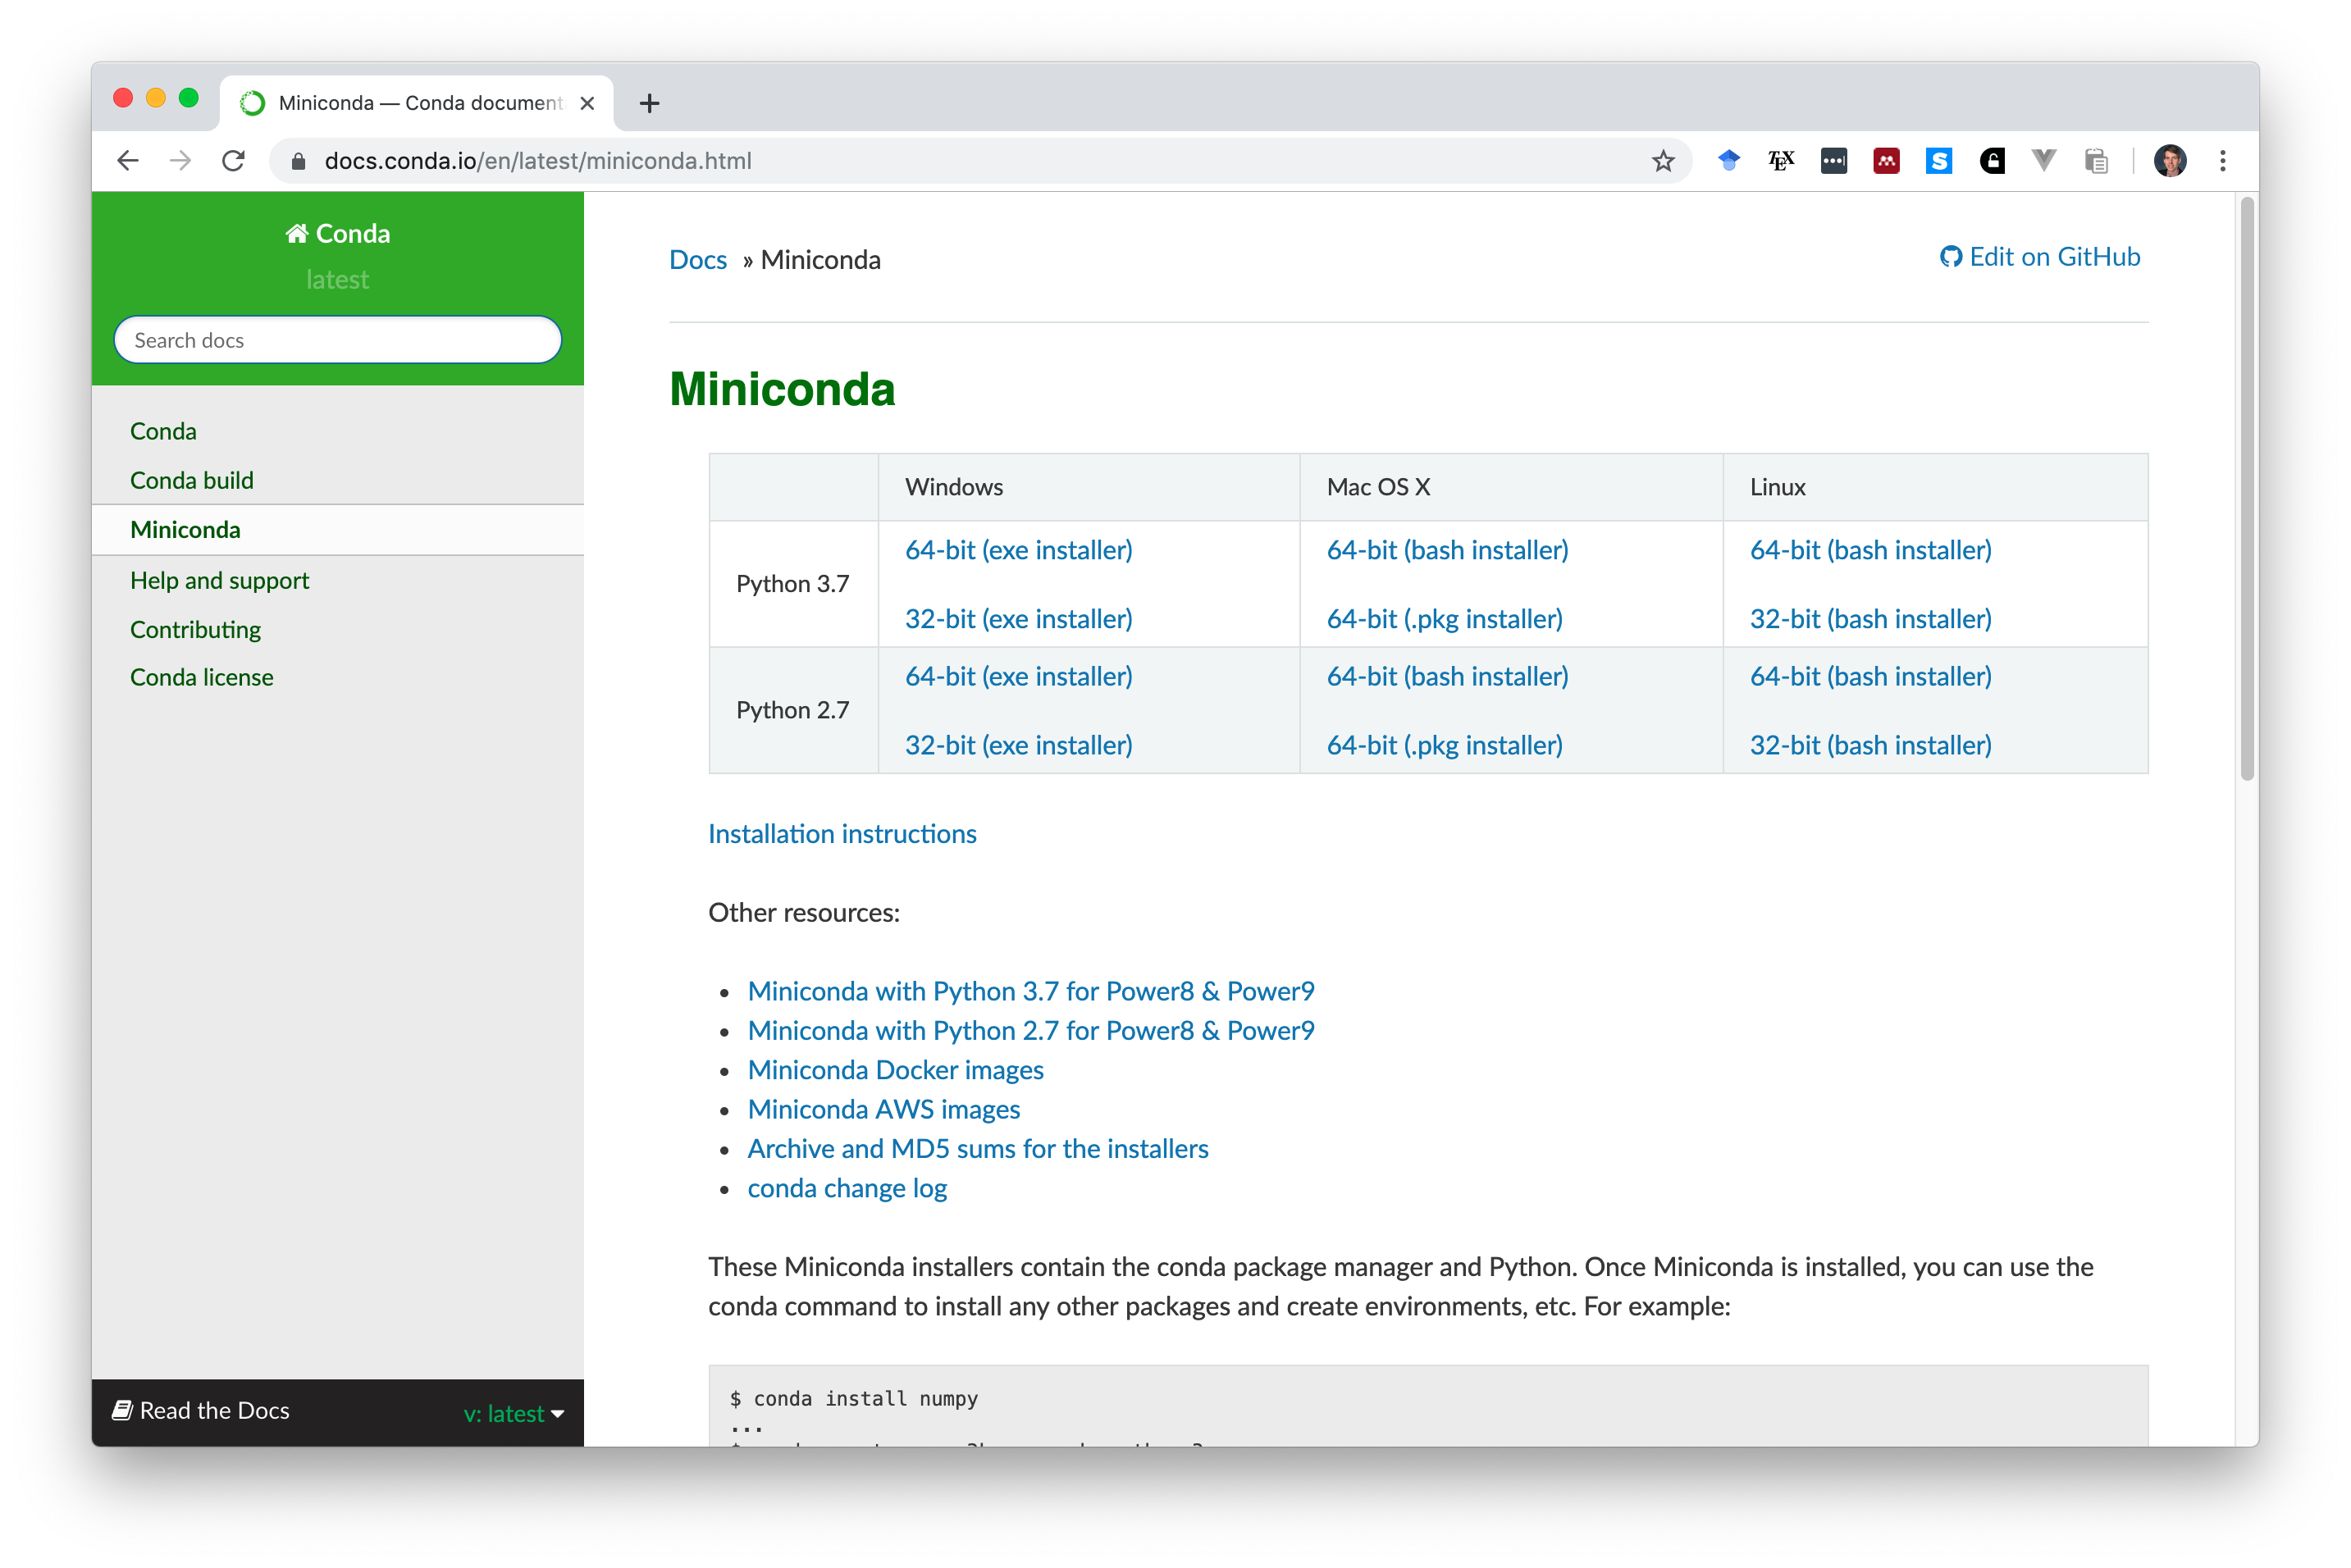 Miniconda — Conda document
docs.conda.io/en/latest/miniconda.html
TEX
S
Conda
latest
Search docs
Conda
Conda build
Miniconda
Help and support
Contributing
Conda license
Read the Docs
v: latest
Docs » Miniconda
Edit on GitHub
Miniconda
Windows Mac OS X Linux
Python 3.7
64-bit (exe installer) 64-bit (bash installer) 64-bit (bash installer)
32-bit (exe installer) 64-bit (.pkg installer) 32-bit (bash installer)
Python 2.7
64-bit (exe installer) 64-bit (bash installer) 64-bit (bash installer)
32-bit (exe installer) 64-bit (.pkg installer) 32-bit (bash installer)
Installation instructions
Other resources:
• Miniconda with Python 3.7 for Power8 & Power9
• Miniconda with Python 2.7 for Power8 & Power9
• Miniconda Docker images
• Miniconda AWS images
• Archive and MD5 sums for the installers
• conda change log
These Miniconda installers contain the conda package manager and Python. Once Miniconda is installed, you can use the
conda command to install any other packages and create environments, etc. For example:
$ conda install numpy
...